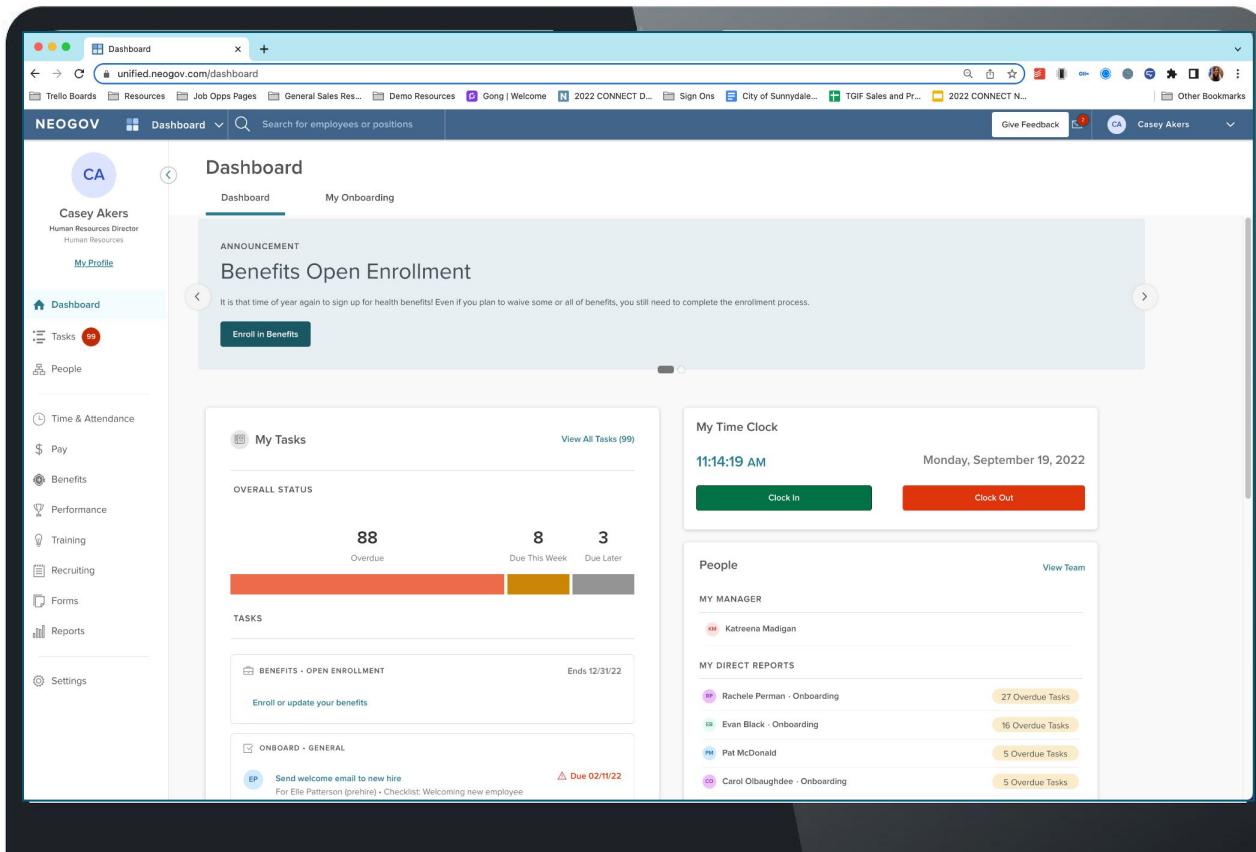 Dashboard
unified.neogov.com/dashboard
Trello Boards Resources Job Opps Pages General Sales Res... Demo Resources Gong | Welcome 2022 CONNECT D... Sign Ons City of Sunnydale... TGIF Sales and Pr... 2022 CONNECT N... Other Bookmarks
NEOGOV Dashboard Search for employees or positions Give Feedback 2 CA Casey Akers
CA
Casey Akers
Human Resources Director
Human Resources
My Profile
Dashboard
Tasks 99
People
Time & Attendance
Pay
Benefits
Performance
Training
Recruiting
Forms
Reports
Settings
Dashboard
Dashboard My Onboarding
ANNOUNCEMENT
Benefits Open Enrollment
It is that time of year again to sign up for health benefits! Even if you plan to waive some or all of benefits, you still need to complete the enrollment process.
Enroll in Benefits
My Tasks View All Tasks (99)
OVERALL STATUS
88 8 3
Overdue Due This Week Due Later
TASKS
BENEFITS • OPEN ENROLLMENT Ends 12/31/22
Enroll or update your benefits
ONBOARD • GENERAL
EP Send welcome email to new hire Due 02/11/22
For Elle Patterson (prehire) • Checklist: Welcoming new employee
My Time Clock
11:14:19 AM Monday, September 19, 2022
Clock In Clock Out
People View Team
MY MANAGER
KM Katreena Madigan
MY DIRECT REPORTS
RP Rachele Perman - Onboarding 27 Overdue Tasks
EB Evan Black - Onboarding 16 Overdue Tasks
PM Pat McDonald 5 Overdue Tasks
CO Carol Olbaughdee - Onboarding 5 Overdue Tasks